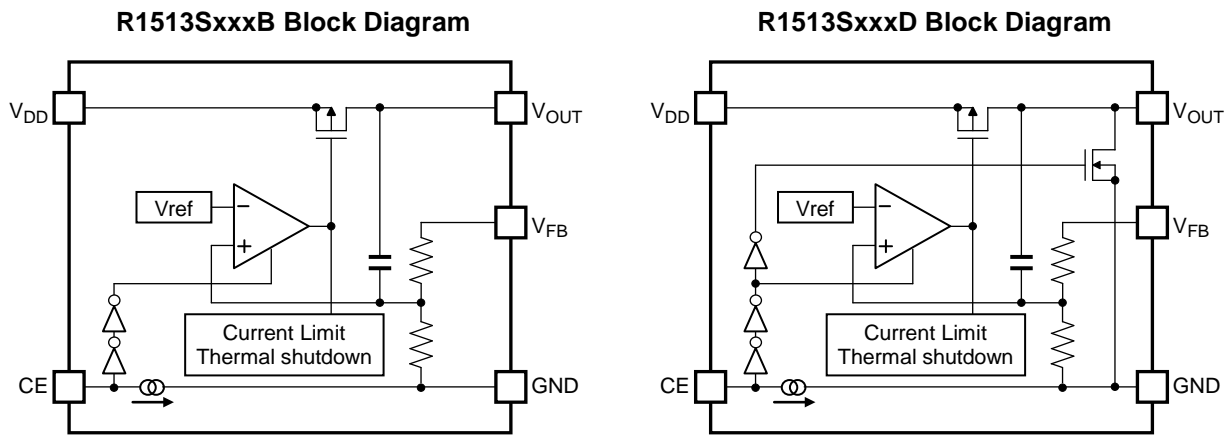 R1513SxxxB Block Diagram
VDD
VOUT
Vref
−
+
VFB
Current Limit
Thermal shutdown
CE
GND
R1513SxxxD Block Diagram
VDD
VOUT
Vref
−
+
VFB
Current Limit
Thermal shutdown
CE
GND